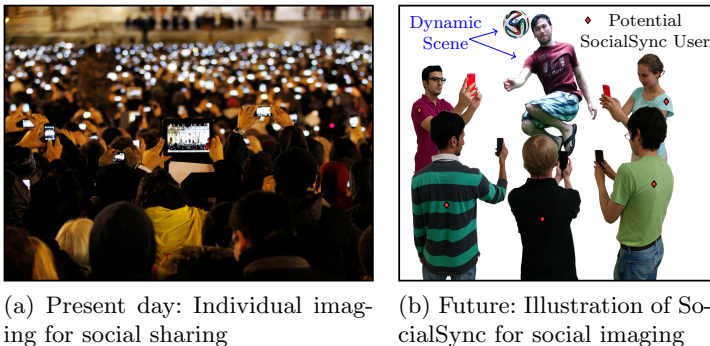 Dynamic
Scene
Potential
SocialSync User
(a) Present day: Individual imag-
ing for social sharing
(b) Future: Illustration of So-
cialSync for social imaging